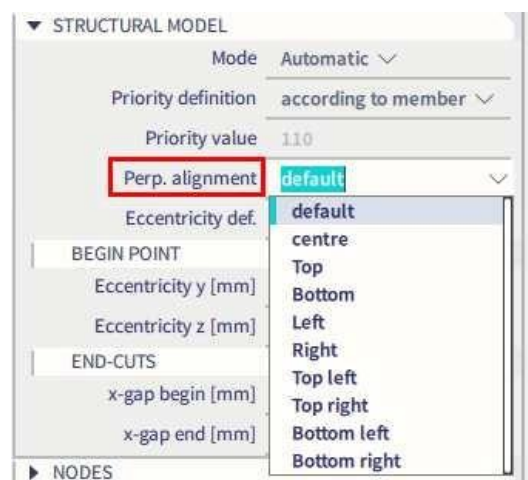 STRUCTURAL MODEL
Mode Automatic
Priority definition according to member
Priority value 110
Perp. alignment default
Eccentricity def. default
BEGIN POINT centre
Top
Eccentricity y [mm] Bottom
Eccentricity z [mm] Left
END-CUTS Right
Top left
x-gap begin [mm] Top right
x-gap end [mm] Bottom left
NODES Bottom right